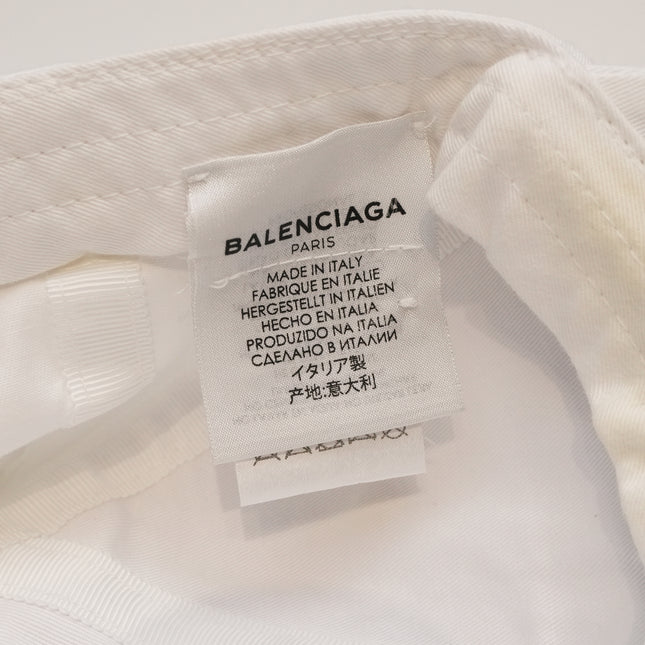 BALENCIAGA
PARIS
MADE IN ITALY
FABRIQUE EN ITALIE
HERGESTELLT IN ITALIEN
HECHO EN ITALIA
PRODUZIDO NA ITALIA
СДЕЛАНО В ИТАЛИИ
イタリア製
产地:意大利